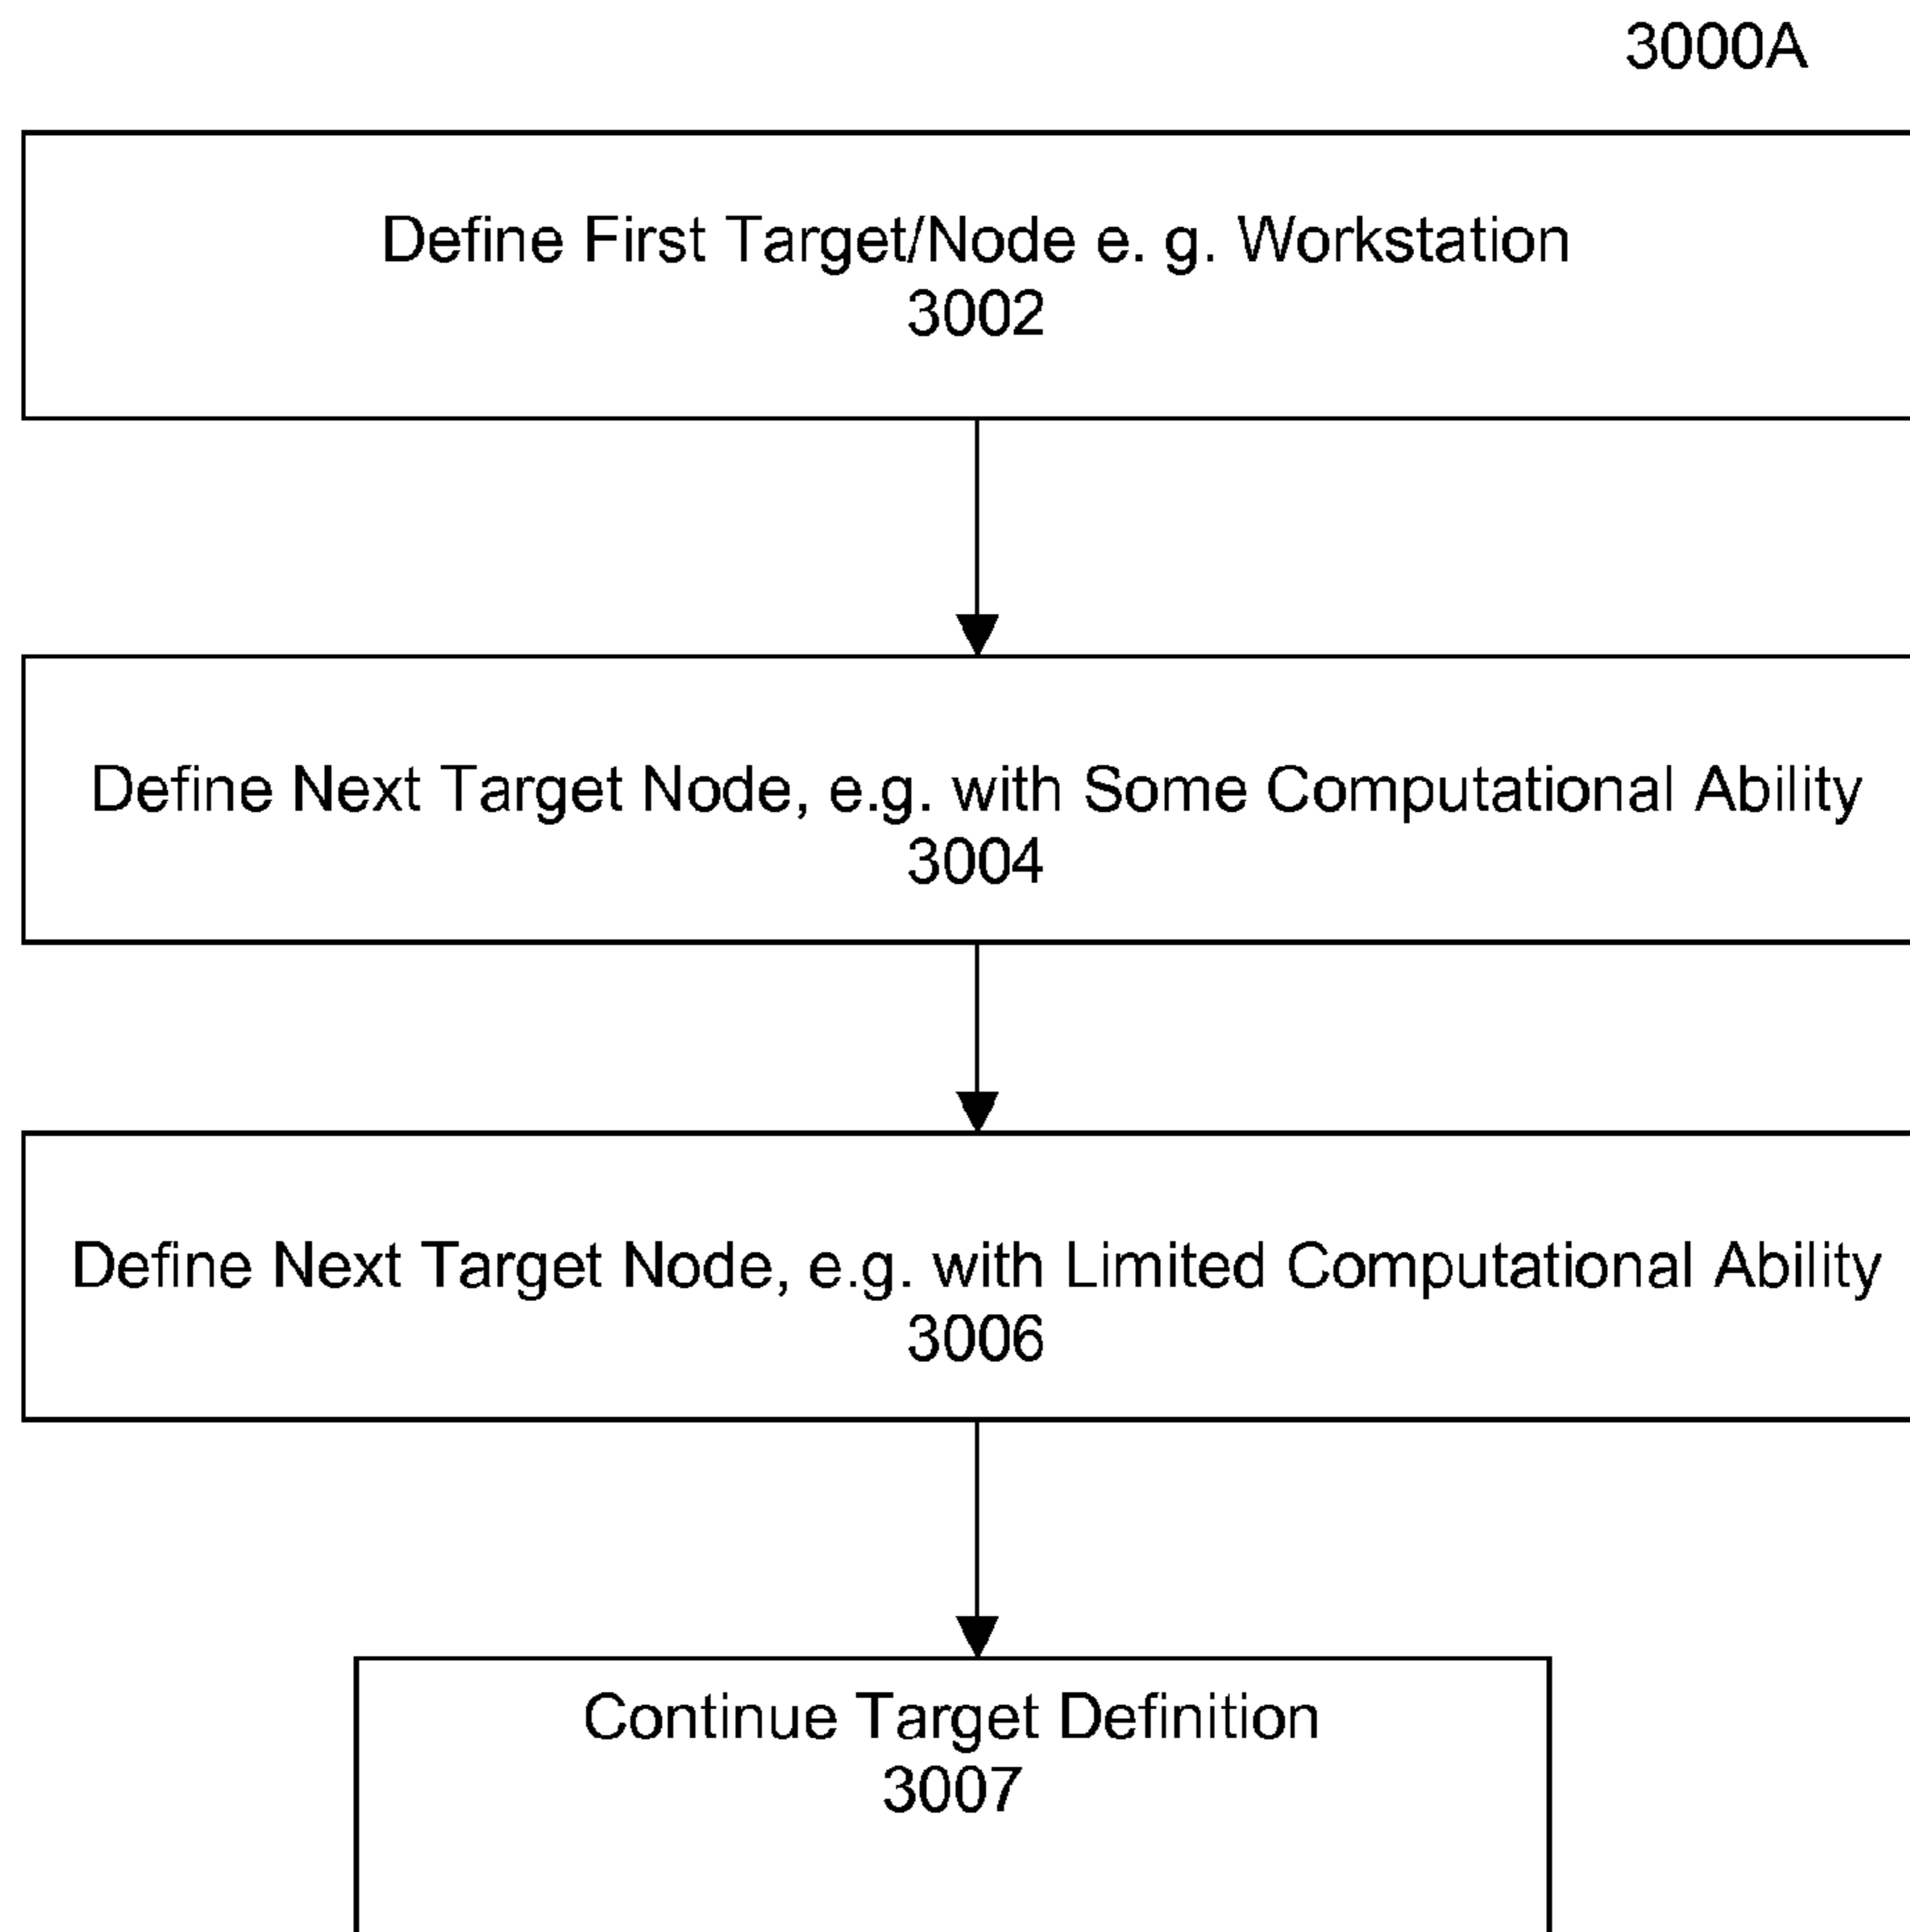 3000A
Define First Target/Node e. g. Workstation
3002
Define Next Target Node, e.g. with Some Computational Ability
3004
Define Next Target Node, e.g. with Limited Computational Ability
3006
Continue Target Definition
3007